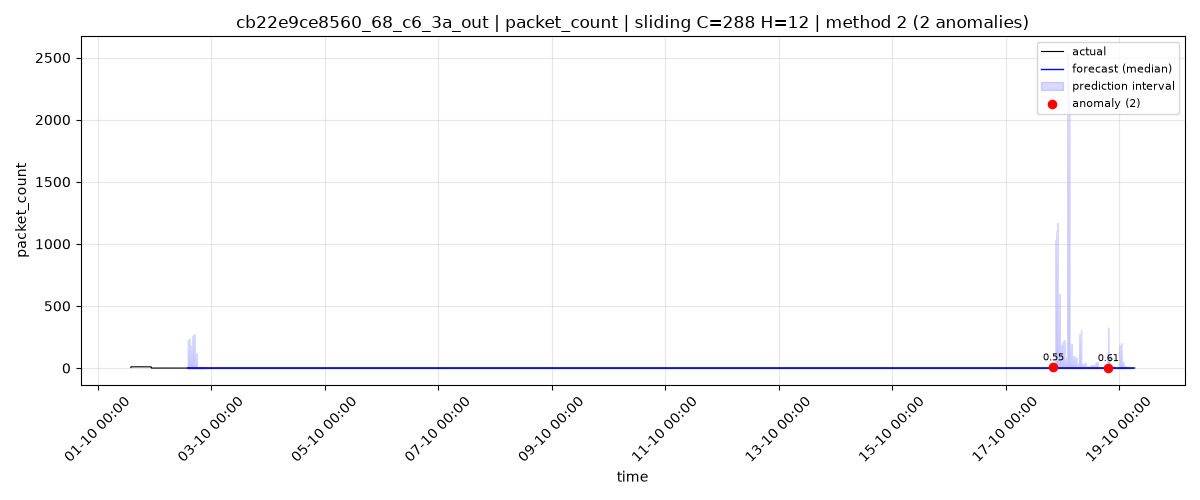 cb22e9ce8560_68_c6_3a_out | packet_count | sliding C=288 H=12 | method 2 (2 anomalies)
actual
forecast (median)
prediction interval
anomaly (2)
packet_count
2500
2000
1500
1000
500
0
0.55
0.61
01-10 00:00
03-10 00:00
05-10 00:00
07-10 00:00
09-10 00:00
11-10 00:00
13-10 00:00
15-10 00:00
17-10 00:00
19-10 00:00
time